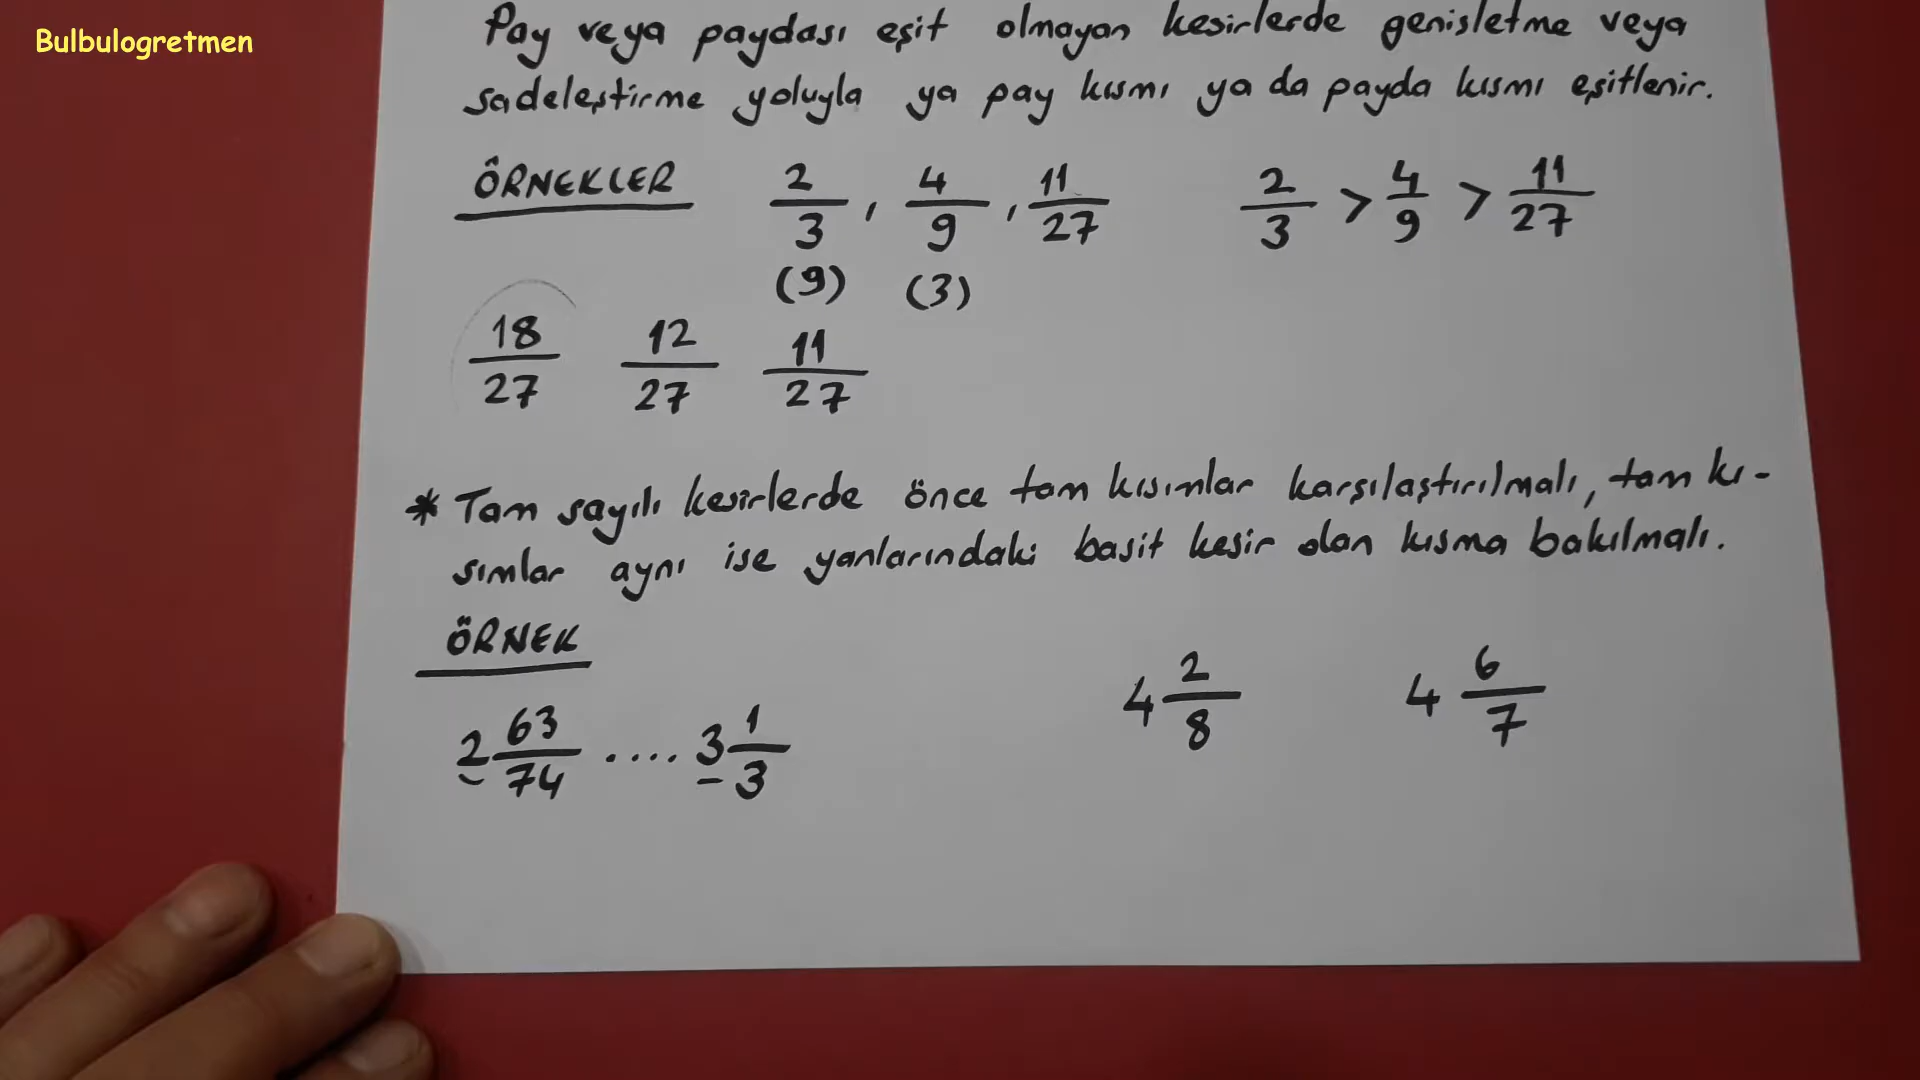 Bulbulogretmen
Pay veya paydası eşit olmayan kesirlerde genisletme veya
sadeleştirme yoluyla ya pay kısmı ya da payda kısmı eşitlenir.
ÖRNEKLER 2/3, 4/9, 11/27 2/3 > 4/9 > 11/27
(9) (3)
18/27 12/27 11/27
* Tam sayılı kesirlerde önce tam kısımlar karşılaştırılmalı, tam kı-
sımlar aynı ise yanlarındaki basit kesir olan kısma bakılmalı.
ÖRNEK
2 63/74 .... 3 1/3 4 2/8 4 6/7